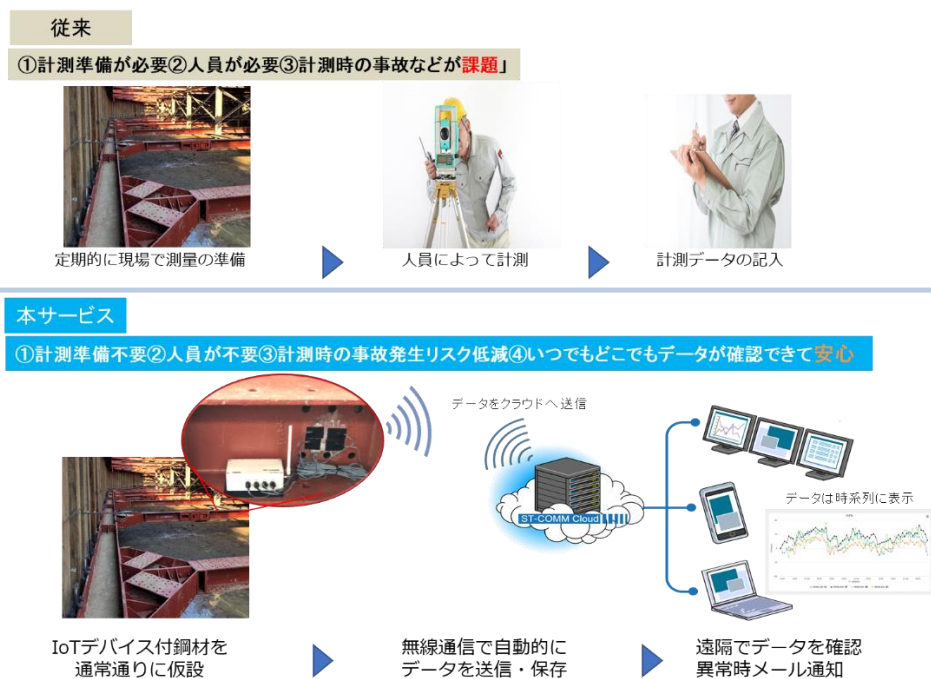 従来
①計測準備が必要②人員が必要③計測時の事故などが課題」
定期的に現場で測量の準備
人員によって計測
計測データの記入
本サービス
①計測準備不要②人員が不要③計測時の事故発生リスク低減④いつでもどこでもデータが確認できて安心
データをクラウドへ送信
ST-COMM Cloud
データは時系列に表示
IoTデバイス付鋼材を
通常通りに仮設
無線通信で自動的に
データを送信・保存
遠隔でデータを確認
異常時メール通知